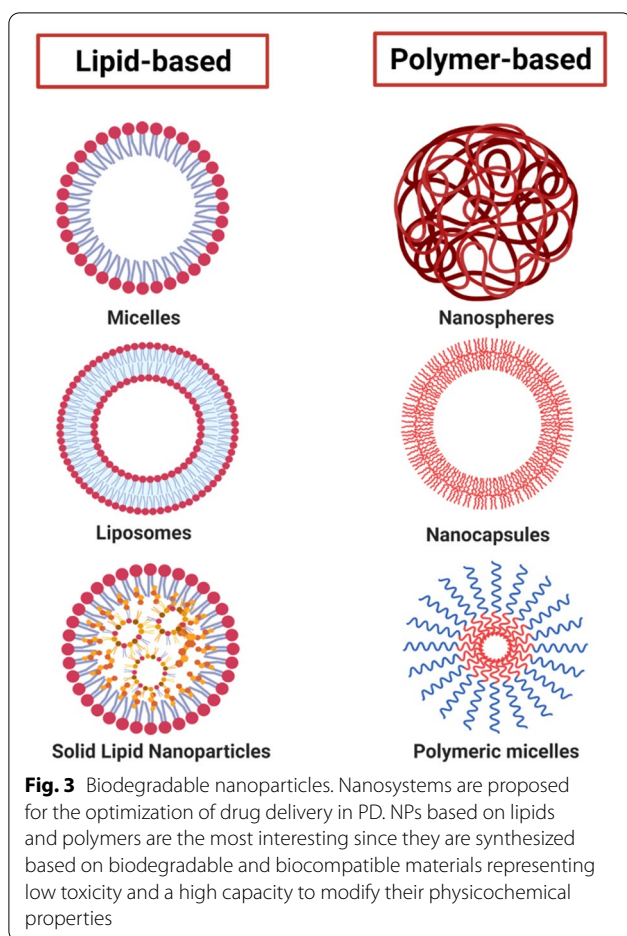 Lipid-based
Polymer-based
Micelles
Nanospheres
Liposomes
Nanocapsules
Solid Lipid Nanoparticles
Polymeric micelles
Fig. 3 Biodegradable nanoparticles. Nanosystems are proposed
for the optimization of drug delivery in PD. NPs based on lipids
and polymers are the most interesting since they are synthesized
based on biodegradable and biocompatible materials representing
low toxicity and a high capacity to modify their physicochemical
properties